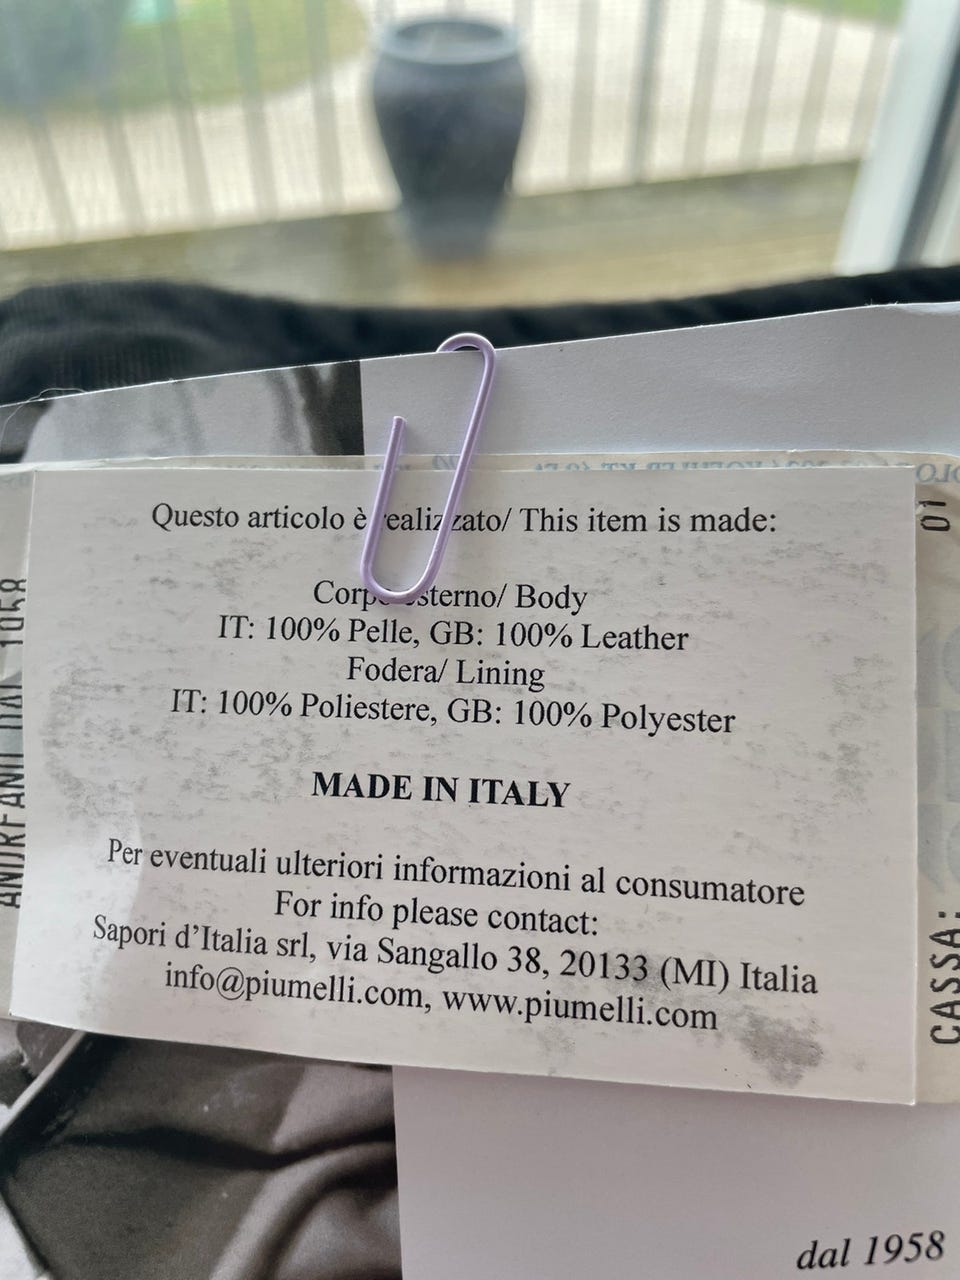 Questo articolo è realizzato/ This item is made:
Corpo esterno/ Body
IT: 100% Pelle, GB: 100% Leather
Fodera/ Lining
IT: 100% Poliestere, GB: 100% Polyester
MADE IN ITALY
Per eventuali ulteriori informazioni al consumatore
For info please contact:
Sapori d'Italia srl, via Sangallo 38, 20133 (MI) Italia
info@piumelli.com, www.piumelli.com
DAL 1958
01
CASSA:
dal 1958